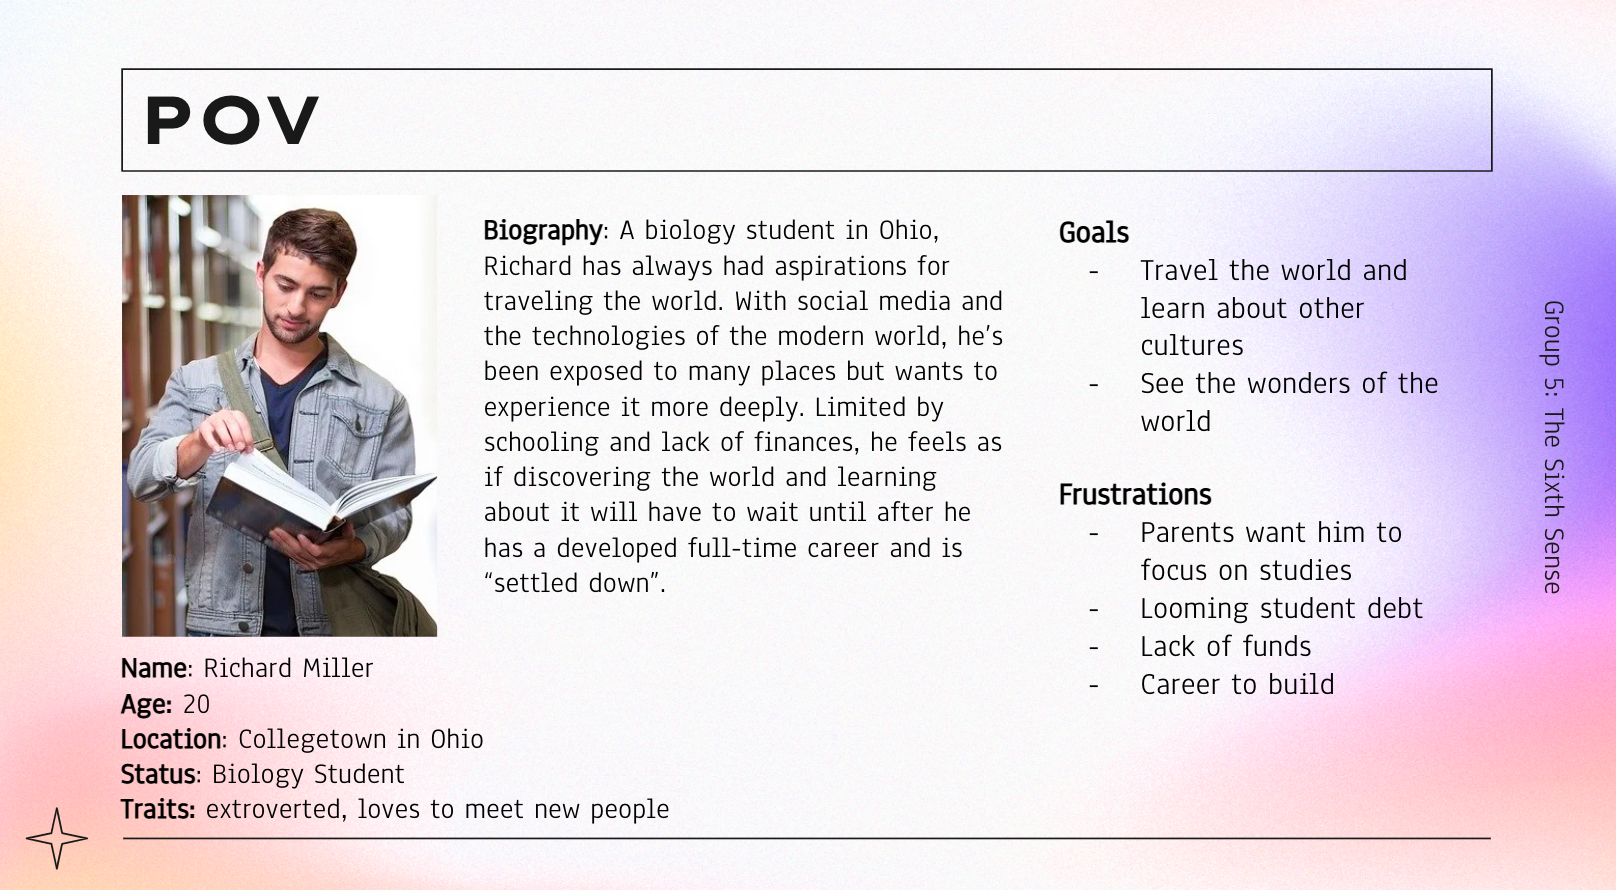 POV
Biography: A biology student in Ohio,
Richard has always had aspirations for
traveling the world. With social media and
the technologies of the modern world, he's
been exposed to many places but wants to
experience it more deeply. Limited by
schooling and lack of finances, he feels as
if discovering the world and learning
about it will have to wait until after he
has a developed full-time career and is
“settled down”.
Name: Richard Miller
Age: 20
Location: Collegetown in Ohio
Status: Biology Student
Traits: extroverted, loves to meet new people
Goals
- Travel the world and
learn about other
cultures
- See the wonders of the
world
Frustrations
- Parents want him to
focus on studies
- Looming student debt
- Lack of funds
- Career to build
Group 5: The Sixth Sense